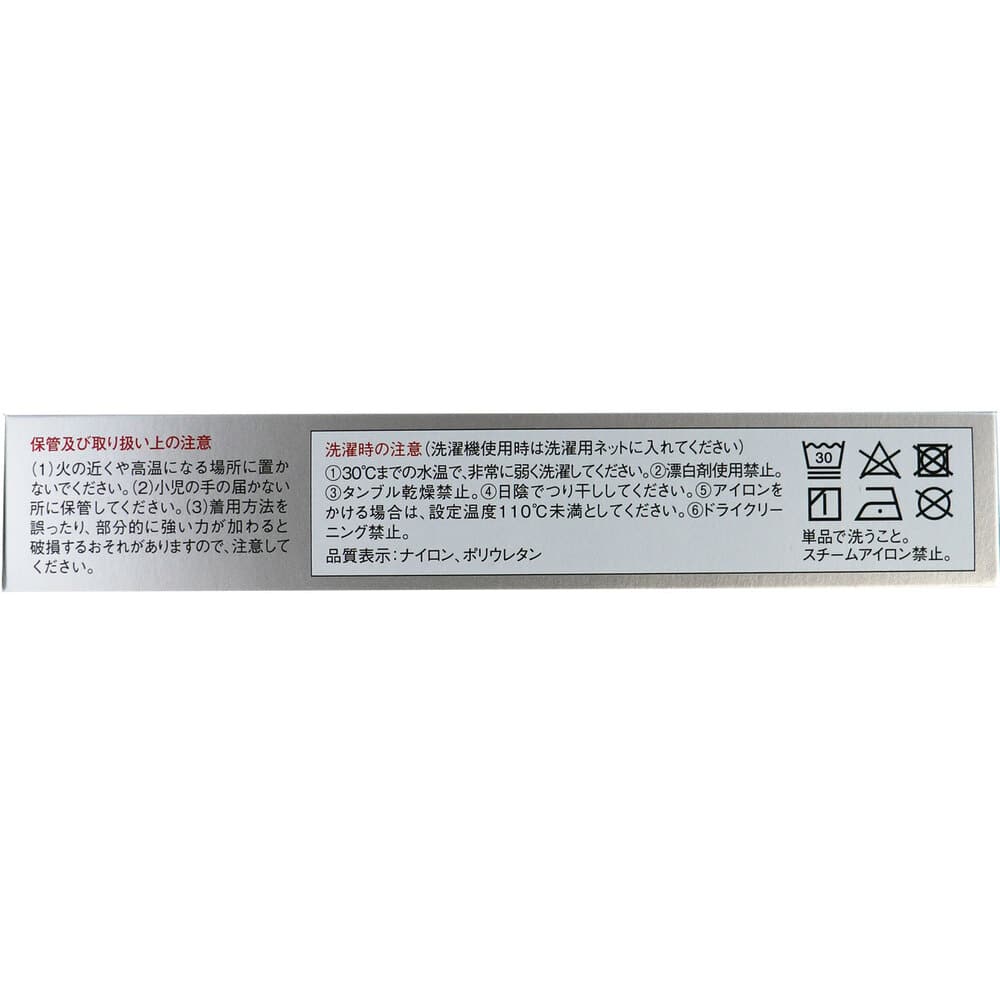 保管及び取り扱い上の注意
(1)火の近くや高温になる場所に置か
ないでください。(2)小児の手の届かない
所に保管してください。(3)着用方法を
誤ったり、部分的に強い力が加わると
破損するおそれがありますので、注意して
ください。
洗濯時の注意(洗濯機使用時は洗濯用ネットに入れてください)
①30℃までの水温で、非常に弱く洗濯してください。②漂白剤使用禁止。
③タンブル乾燥禁止。④日陰でつり干ししてください。⑤アイロンを
かける場合は、設定温度110℃未満としてください。⑥ドライクリー
ニング禁止。
品質表示:ナイロン、ポリウレタン
30
単品で洗うこと。
スチームアイロン禁止。